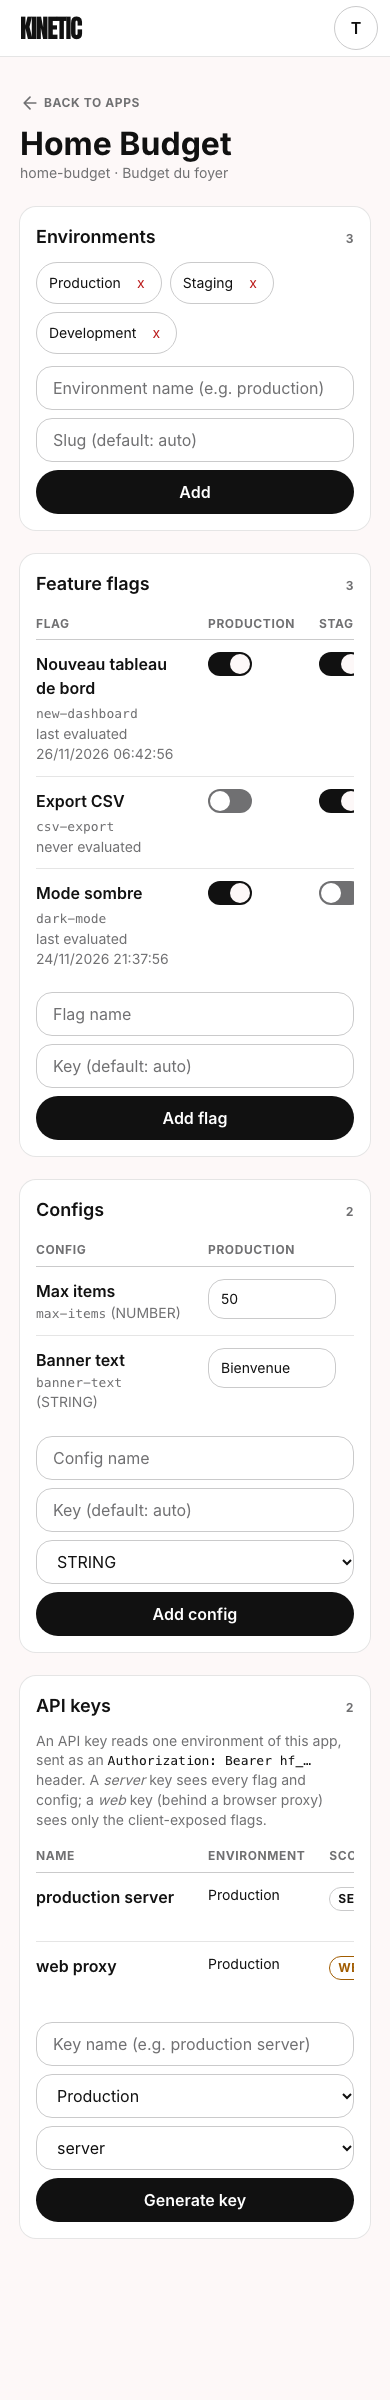 KINETIC
T
BACK TO APPS
Home Budget
home-budget · Budget du foyer
Environments
3
Production x
Staging x
Development x
Environment name (e.g. production)
Slug (default: auto)
Add
Feature flags
3
FLAG PRODUCTION STAG
Nouveau tableau
de bord
new-dashboard
last evaluated
26/11/2026 06:42:56
Export CSV
csv-export
never evaluated
Mode sombre
dark-mode
last evaluated
24/11/2026 21:37:56
Flag name
Key (default: auto)
Add flag
Configs
2
CONFIG PRODUCTION
Max items
max-items (NUMBER)
50
Banner text
banner-text
(STRING)
Bienvenue
Config name
Key (default: auto)
STRING
Add config
API keys
2
An API key reads one environment of this app,
sent as an Authorization: Bearer hf_…
header. A server key sees every flag and
config; a web key (behind a browser proxy)
sees only the client-exposed flags.
NAME ENVIRONMENT SCO
production server Production SE
web proxy Production WE
Key name (e.g. production server)
Production
server
Generate key